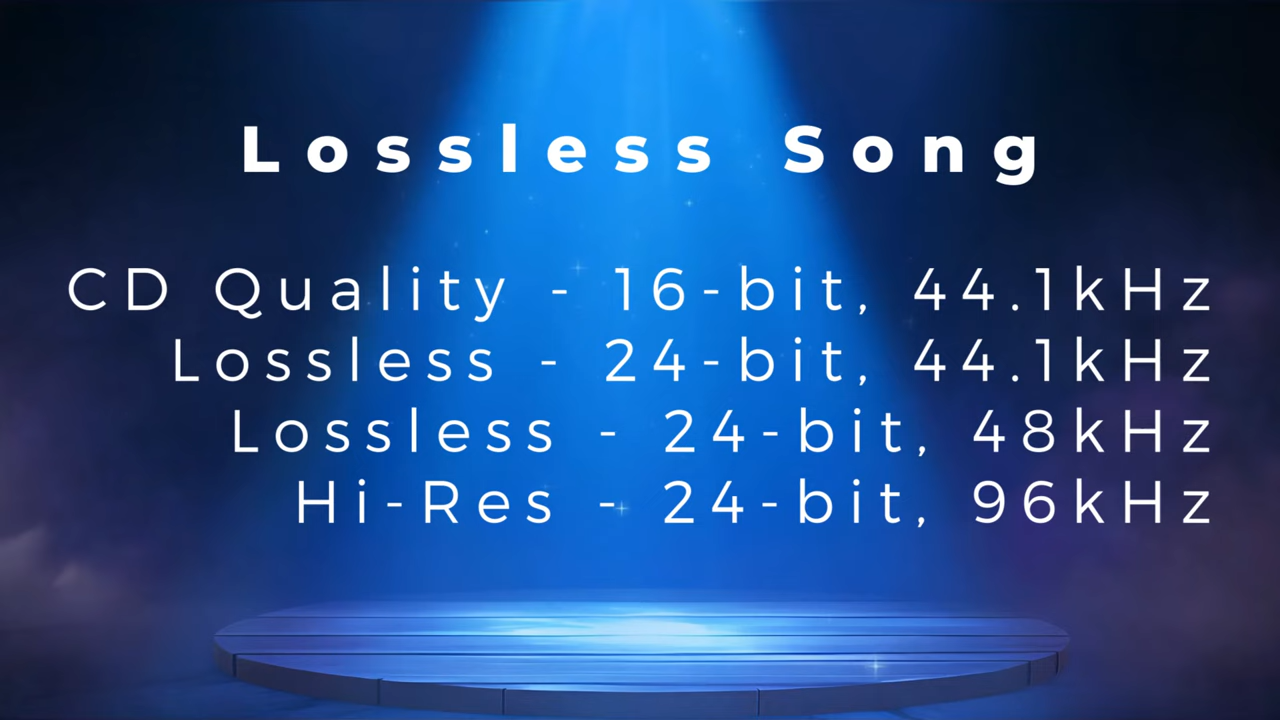 Lossless Song
CD Quality - 16-bit, 44.1kHz
Lossless - 24-bit, 44.1kHz
Lossless - 24-bit, 48kHz
Hi-Res - 24-bit, 96kHz